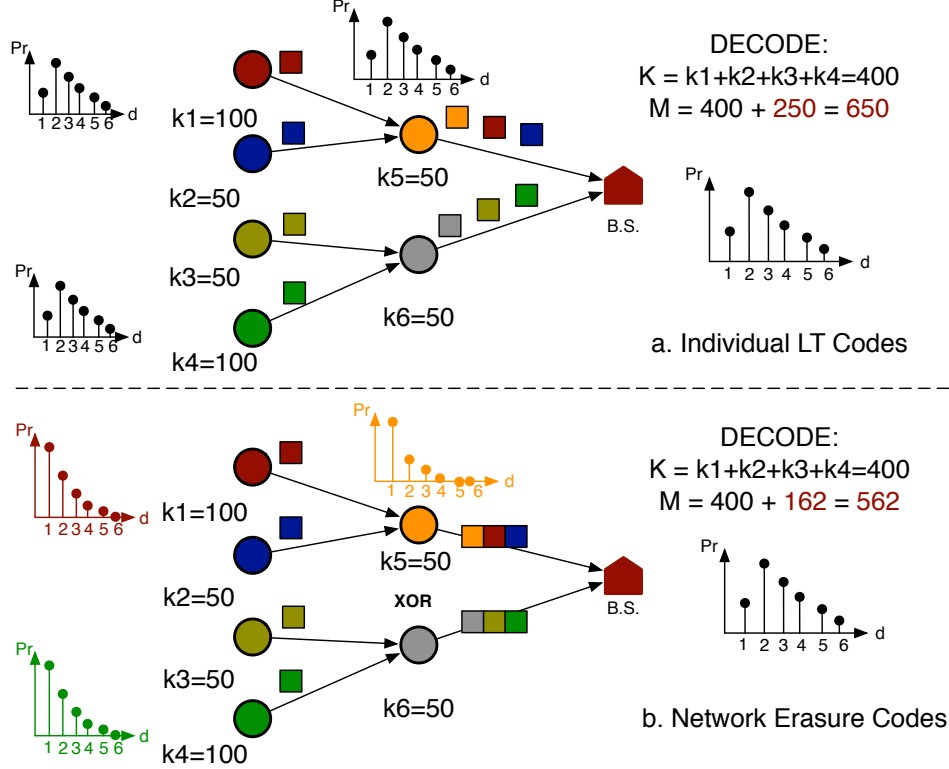 Pr
1 2 3 4 5 6 d
Pr
1 2 3 4 5 6 d
DECODE:
K = k1+k2+k3+k4=400
M = 400 + 250 = 650
k1=100
k5=50
k2=50
B.S.
Pr
1 2 3 4 5 6 d
k3=50
Pr
1 2 3 4 5 6 d
k6=50
k4=100
a. Individual LT Codes
Pr
1 2 3 4 5 6 d
Pr
1 2 3 4 5 6
DECODE:
K = k1+k2+k3+k4=400
M = 400 + 162 = 562
k1=100
k5=50
k2=50
XOR
B.S.
Pr
1 2 3 4 5 6 d
Pr
1 2 3 4 5 6 d
k3=50
k6=50
k4=100
b. Network Erasure Codes